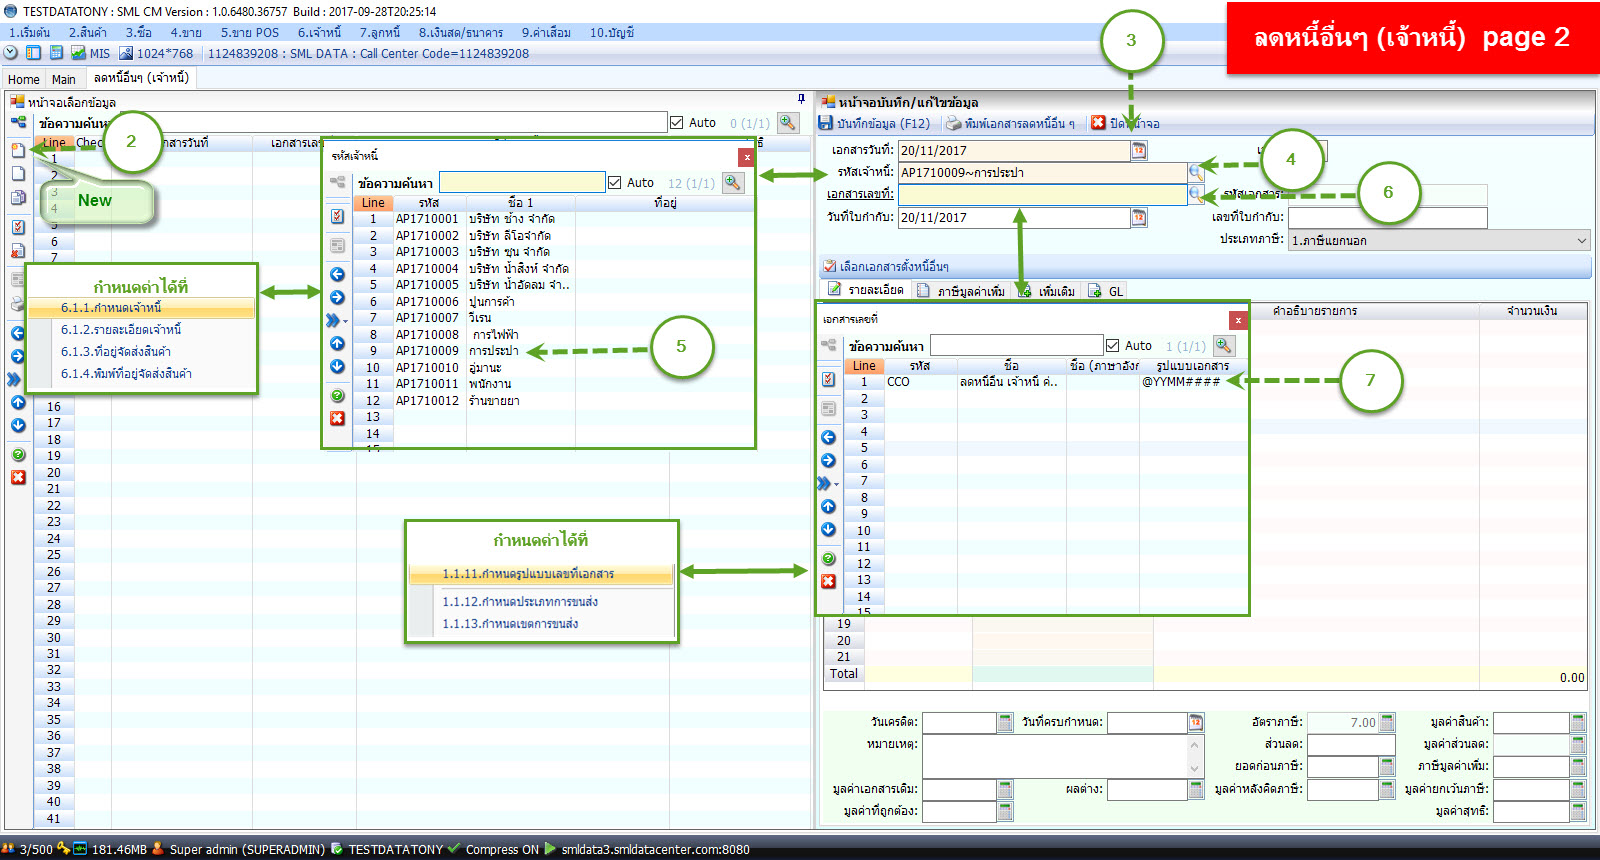 TESTDATATONY : SML CM Version : 1.0.6480.36757  Build : 2017-09-28T20:25:14
1.เริ่มต้น 2.สินค้า 3.ซื้อ 4.ขาย 5.ขาย POS 6.เจ้าหนี้ 7.ลูกหนี้ 8.เงินสด/ธนาคาร 9.ค่าเสื่อม 10.บัญชี
MIS 1024*768 1124839208 : SML DATA : Call Center Code=1124839208
ลดหนี้อื่นๆ (เจ้าหนี้)  page 2
Home Main ลดหนี้อื่นๆ (เจ้าหนี้)
หน้าจอเลือกข้อมูล
ข้อความค้นหา Auto 0 (1/1)
Line Chec เอกสารเลข
1
2
3
4
5
6
7
2
New
กำหนดค่าได้ที่
6.1.1.กำหนดเจ้าหนี้
6.1.2.รายละเอียดเจ้าหนี้
6.1.3.ที่อยู่จัดส่งสินค้า
6.1.4.พิมพ์ที่อยู่จัดส่งสินค้า
16
17
18
19
20
21
22
23
24
25
26
27
28
29
30
31
32
33
34
35
36
37
38
39
40
41
รหัสเจ้าหนี้
x
ข้อความค้นหา Auto 12 (1/1)
Line รหัส ชื่อ 1 ที่อยู่
1 AP1710001 บริษัท ช้าง จำกัด
2 AP1710002 บริษัท ลีโอจำกัด
3 AP1710003 บริษัท ชุน จำกัด
4 AP1710004 บริษัท น้ำสิงห์ จำกัด
5 AP1710005 บริษัท น้ำอัดลม จำ..
6 AP1710006 ปูนการค้า
7 AP1710007 วีเรน
8 AP1710008 การไฟฟ้า
9 AP1710009 การประปา
10 AP1710010 อู่มานะ
11 AP1710011 พนักงาน
12 AP1710012 ร้านขายยา
13
14
15
5
กำหนดค่าได้ที่
1.1.11.กำหนดรูปแบบเลขที่เอกสาร
1.1.12.กำหนดประเภทการขนส่ง
1.1.13.กำหนดเขตการขนส่ง
3
หน้าจอบันทึก/แก้ไขข้อมูล
บันทึกข้อมูล (F12) พิมพ์เอกสารลดหนี้อื่น ๆ ปิดหน้าจอ
เอกสารวันที่: 20/11/2017
4
รหัสเจ้าหนี้: AP1710009~การประปา
เอกสารเลขที่: รหัสเอกสาร:
6
วันที่ใบกำกับ: 20/11/2017 เลขที่ใบกำกับ:
ประเภทภาษี: 1.ภาษีแยกนอก
เลือกเอกสารตั้งหนี้อื่นๆ
รายละเอียด ภาษีมูลค่าเพิ่ม เพิ่มเติม GL
คำอธิบายรายการ จำนวนเงิน
เอกสารเลขที่
x
ข้อความค้นหา Auto 1 (1/1)
Line รหัส ชื่อ ชื่อ (ภาษาอังก รูปแบบเอกสาร
1 CCO ลดหนี้อื่น เจ้าหนี้ ค่.. @YYMM####
7
2
3
4
5
6
7
8
9
10
11
12
13
14
15
19
20
21
Total 0.00
วันเครดิต: วันที่ครบกำหนด: อัตราภาษี: 7.00 มูลค่าสินค้า:
หมายเหตุ: ส่วนลด: มูลค่าส่วนลด:
ยอดก่อนภาษี: ภาษีมูลค่าเพิ่ม:
มูลค่าเอกสารเดิม: ผลต่าง: มูลค่าหลังคิดภาษี: มูลค่ายกเว้นภาษี:
มูลค่าที่ถูกต้อง: มูลค่าสุทธิ:
3/500 181.46MB Super admin (SUPERADMIN) TESTDATATONY Compress ON smldata3.smldatacenter.com:8080